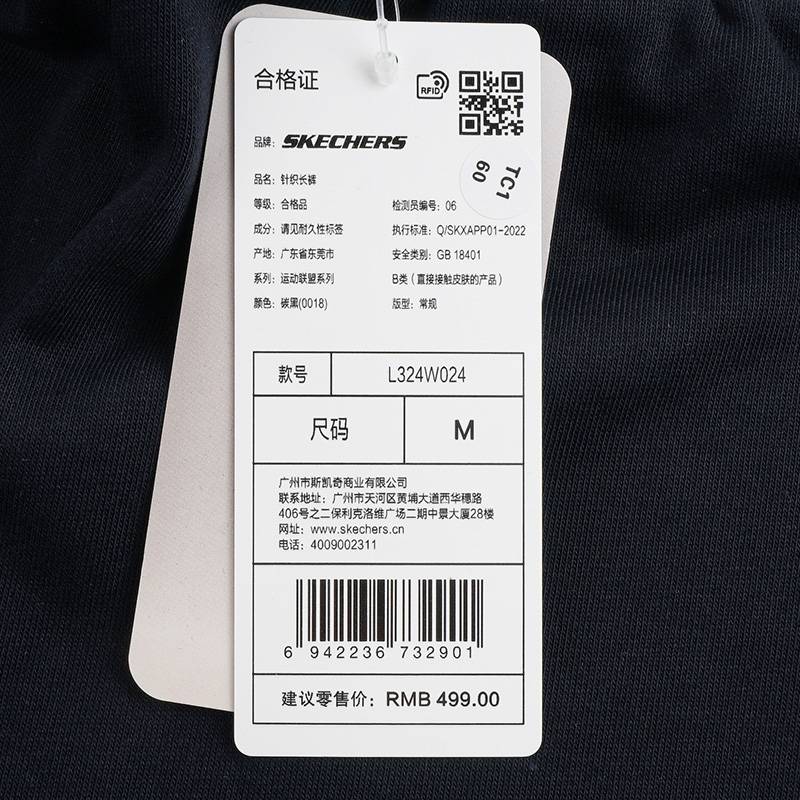 合格证
RFID
品牌: SKECHERS
TC1
60
品名: 针织长裤
等级: 合格品 检测员编号: 06
成分: 请见耐久性标签 执行标准: Q/SKXAPP01-2022
产地: 广东省东莞市 安全类别: GB 18401
系列: 运动联盟系列 B类 (直接接触皮肤的产品)
颜色: 碳黑(0018) 版型: 常规
款号 L324W024
尺码 M
广州市斯凯奇商业有限公司
联系地址: 广州市天河区黄埔大道西华穗路
406号之二保利克洛维广场二期中景大厦28楼
网址: www.skechers.cn
电话: 4009002311
6 942236 732901
建议零售价: RMB 499.00